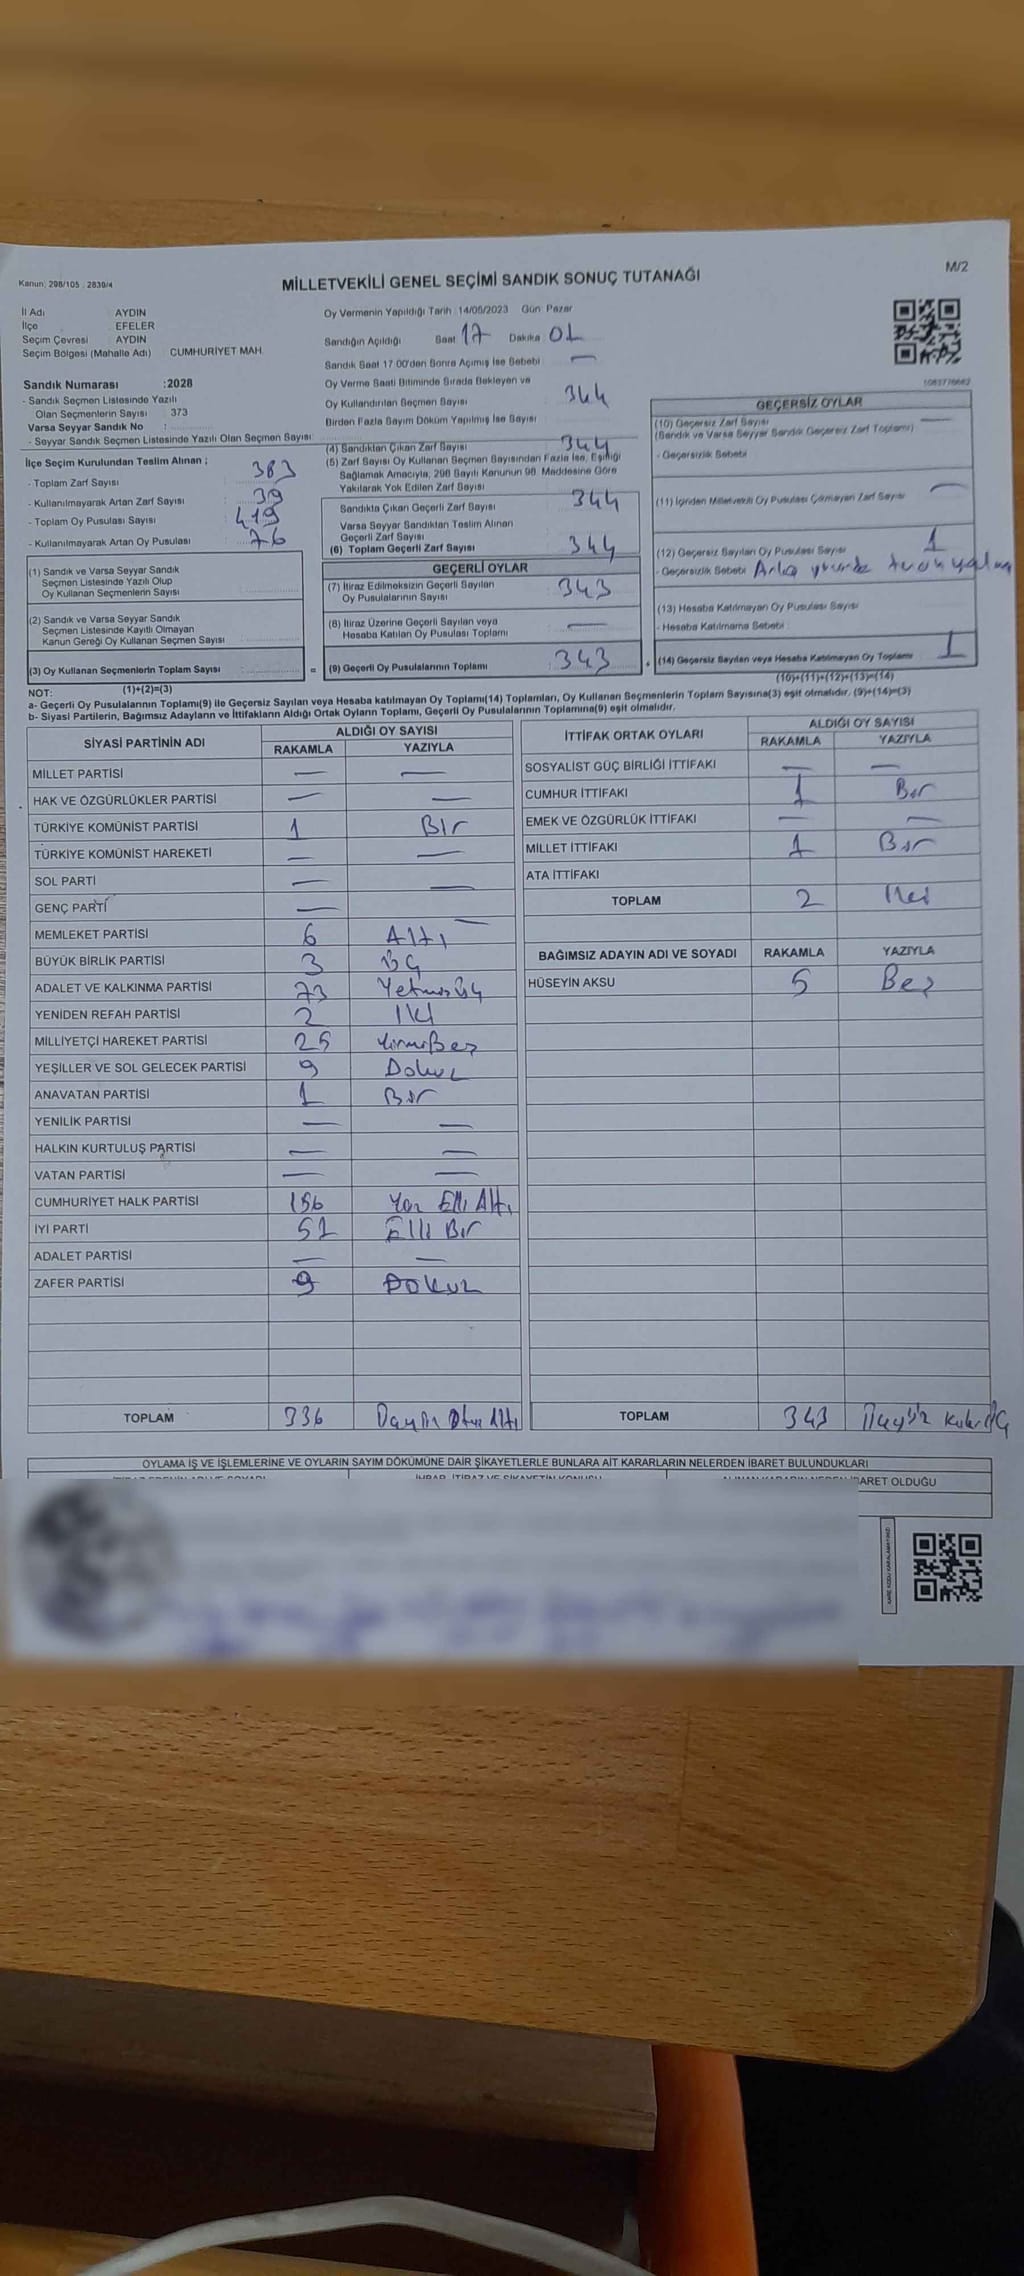 Kanun; 298/105 : 2839/4
MİLLETVEKİLİ GENEL SEÇİMİ SANDIK SONUÇ TUTANAĞI
M/2
İl Adı AYDIN
İlçe EFELER
Seçim Çevresi AYDIN
Seçim Bölgesi (Mahalle Adı) CUMHURİYET MAH.
Sandık Numarası :2028
- Sandık Seçmen Listesinde Yazılı
Olan Seçmenlerin Sayısı : 373
Varsa Seyyar Sandık No :
- Seyyar Sandık Seçmen Listesinde Yazılı Olan Seçmen Sayısı:
İlçe Seçim Kurulundan Teslim Alınan ;
- Toplam Zarf Sayısı 383
- Kullanılmayarak Artan Zarf Sayısı 39
- Toplam Oy Pusulası Sayısı 419
- Kullanılmayarak Artan Oy Pusulası 76
(1) Sandık ve Varsa Seyyar Sandık
Seçmen Listesinde Yazılı Olup
Oy Kullanan Seçmenlerin Sayısı
(2) Sandık ve Varsa Seyyar Sandık
Seçmen Listesinde Kayıtlı Olmayan
Kanun Gereği Oy Kullanan Seçmen Sayısı
(3) Oy Kullanan Seçmenlerin Toplam Sayısı =
(1)+(2)=(3)
Oy Vermenin Yapıldığı Tarih : 14/05/2023 Gün: Pazar
Sandığın Açıldığı Saat 17 Dakika 01
Sandık Saat 17:00'den Sonra Açımış İse Sebebi : —
Oy Verme Saati Bitiminde Sırada Bekleyen ve
Oy Kullandırılan Seçmen Sayısı 344
Birden Fazla Sayım Döküm Yapılmış İse Sayısı :
(4) Sandıktan Çıkan Zarf Sayısı 344
(5) Zarf Sayısı Oy Kullanan Seçmen Sayısından Fazla İse, Eşitliği
Sağlamak Amacıyla, 298 Sayılı Kanunun 98. Maddesine Göre
Yakılarak Yok Edilen Zarf Sayısı
Sandıkta Çıkan Geçerli Zarf Sayısı 344
Varsa Seyyar Sandıktan Teslim Alınan
Geçerli Zarf Sayısı
(6) Toplam Geçerli Zarf Sayısı 344
GEÇERLİ OYLAR
(7) İtiraz Edilmeksizin Geçerli Sayılan
Oy Pusulalarının Sayısı 343
(8) İtiraz Üzerine Geçerli Sayılan veya
Hesaba Katılan Oy Pusulası Toplamı —
(9) Geçerli Oy Pusulalarının Toplamı 343 +
1083776662
GEÇERSİZ OYLAR
(10) Geçersiz Zarf Sayısı —
(Sandık ve Varsa Seyyar Sandık Geçersiz Zarf Toplamı)
- Geçersizlik Sebebi
(11) İçinden Milletvekili Oy Pusulası Çıkmayan Zarf Sayısı —
(12) Geçersiz Sayılan Oy Pusulası Sayısı 1
- Geçersizlik Sebebi Arka
(13) Hesaba Katılmayan Oy Pusulası Sayısı
- Hesaba Katılmama Sebebi
(14) Geçersiz Sayılan veya Hesaba Katılmayan Oy Toplamı 1
(10)+(11)+(12)+(13)=(14)
NOT:
a- Geçerli Oy Pusulalarının Toplamı(9) ile Geçersiz Sayılan veya Hesaba katılmayan Oy Toplamı(14) Toplamları, Oy Kullanan Seçmenlerin Toplam Sayısına(3) eşit olmalıdır. (9)+(14)=(3)
b- Siyasi Partilerin, Bağımsız Adayların ve İttifakların Aldığı Ortak Oyların Toplamı, Geçerli Oy Pusulalarının Toplamına(9) eşit olmalıdır.
SİYASİ PARTİNİN ADI ALDIĞI OY SAYISI
RAKAMLA YAZIYLA
MİLLET PARTİSİ — —
HAK VE ÖZGÜRLÜKLER PARTİSİ — —
TÜRKİYE KOMÜNİST PARTİSİ 1 Bir
TÜRKİYE KOMÜNİST HAREKETİ — —
SOL PARTİ — —
GENÇ PARTİ — —
MEMLEKET PARTİSİ 6 Altı
BÜYÜK BİRLİK PARTİSİ 3 Üç
ADALET VE KALKINMA PARTİSİ 73 Yetmişüç
YENİDEN REFAH PARTİSİ 2 İki
MİLLİYETÇİ HAREKET PARTİSİ 25 YirmiBeş
YEŞİLLER VE SOL GELECEK PARTİSİ 9 Dokuz
ANAVATAN PARTİSİ 1 Bir
YENİLİK PARTİSİ — —
HALKIN KURTULUŞ PARTİSİ — —
VATAN PARTİSİ — —
CUMHURİYET HALK PARTİSİ 156 Yüz Elli Altı
İYİ PARTİ 51 Elli Bir
ADALET PARTİSİ — —
ZAFER PARTİSİ 9 Dokuz
TOPLAM 336
İTTİFAK ORTAK OYLARI ALDIĞI OY SAYISI
RAKAMLA YAZIYLA
SOSYALİST GÜÇ BİRLİĞİ İTTİFAKI — —
CUMHUR İTTİFAKI 1 Bir
EMEK VE ÖZGÜRLÜK İTTİFAKI — —
MİLLET İTTİFAKI 1 Bir
ATA İTTİFAKI
TOPLAM 2 İki
BAĞIMSIZ ADAYIN ADI VE SOYADI RAKAMLA YAZIYLA
HÜSEYİN AKSU 5 Beş
TOPLAM 343
OYLAMA İŞ VE İŞLEMLERİNE VE OYLARIN SAYIM DÖKÜMÜNE DAİR ŞİKAYETLERLE BUNLARA AİT KARARLARIN NELERDEN İBARET BULUNDUKLARI
OLDUĞU